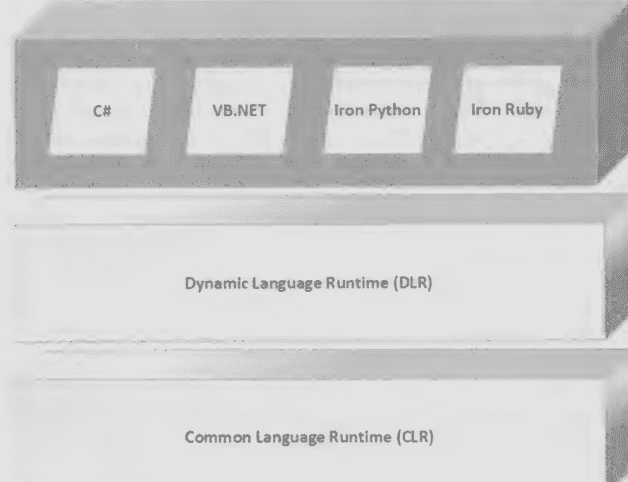 C# VB.NET Iron Python Iron Ruby
Dynamic Language Runtime (DLR)
Common Language Runtime (CLR)